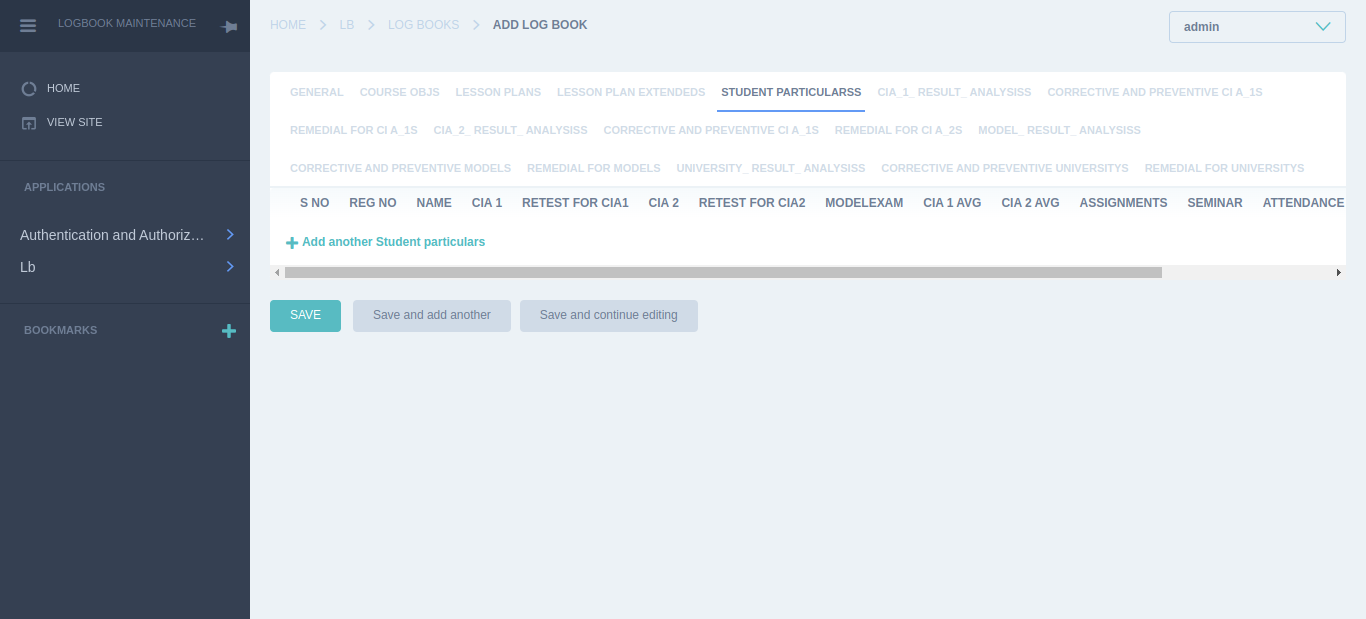 LOGBOOK MAINTENANCE
HOME
VIEW SITE
APPLICATIONS
Authentication and Authoriz…
Lb
BOOKMARKS
HOME LB LOG BOOKS ADD LOG BOOK
admin
GENERAL COURSE OBJS LESSON PLANS LESSON PLAN EXTENDEDS STUDENT PARTICULARSS CIA_1_ RESULT_ ANALYSISS CORRECTIVE AND PREVENTIVE CI A_1S
REMEDIAL FOR CI A_1S CIA_2_ RESULT_ ANALYSISS CORRECTIVE AND PREVENTIVE CI A_1S REMEDIAL FOR CI A_2S MODEL_ RESULT_ ANALYSISS
CORRECTIVE AND PREVENTIVE MODELS REMEDIAL FOR MODELS UNIVERSITY_ RESULT_ ANALYSISS CORRECTIVE AND PREVENTIVE UNIVERSITYS REMEDIAL FOR UNIVERSITYS
S NO REG NO NAME CIA 1 RETEST FOR CIA1 CIA 2 RETEST FOR CIA2 MODELEXAM CIA 1 AVG CIA 2 AVG ASSIGNMENTS SEMINAR ATTENDANCE
Add another Student particulars
SAVE Save and add another Save and continue editing